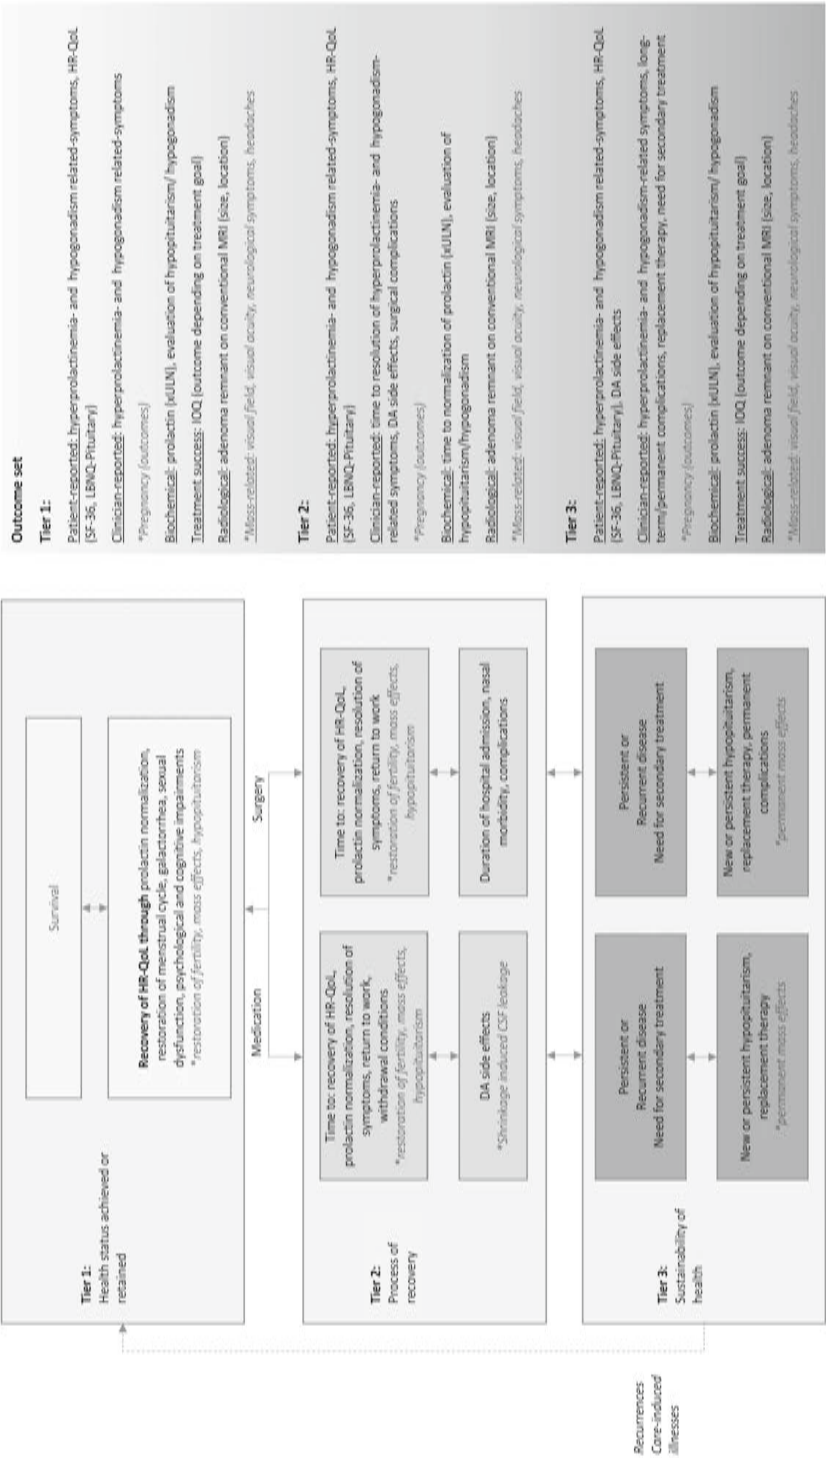 Tier 1:
Health status achieved or
retained
Survival
Recovery of HR-QoL through prolactin normalization,
restoration of menstrual cycle, galactorrhea, sexual
dysfunction, psychological and cognitive impairments
*restoration of fertility, mass effects, hypopituitarism
Medication
Surgery
Tier 2:
Process of
recovery
Time to: recovery of HR-QoL,
prolactin normalization, resolution of
symptoms, return to work,
withdrawal conditions
*restoration of fertility, mass effects,
hypopituitarism
DA side effects
*Shrinkage induced CSF leakage
Time to: recovery of HR-QoL,
prolactin normalization, resolution of
symptoms, return to work
*restoration of fertility, mass effects,
hypopituitarism
Duration of hospital admission, nasal
morbidity, complications
Tier 3:
Sustainability of
health
Persistent or
Recurrent disease
Need for secondary treatment
New or persistent hypopituitarism,
replacement therapy
*permanent mass effects
Persistent or
Recurrent disease
Need for secondary treatment
New or persistent hypopituitarism,
replacement therapy, permanent
complications
*permanent mass effects
Recurrences
Care-induced
illnesses
Outcome set
Tier 1:
Patient-reported: hyperprolactinemia- and hypogonadism related-symptoms, HR-QoL
(SF-36, LBNQ-Pituitary)
Clinician-reported: hyperprolactinemia- and hypogonadism related-symptoms
*Pregnancy (outcomes)
Biochemical: prolactin (xULN), evaluation of hypopituitarism/ hypogonadism
Treatment success: IOQ (outcome depending on treatment goal)
Radiological: adenoma remnant on conventional MRI (size, location)
*Mass-related: visual field, visual acuity, neurological symptoms, headaches
Tier 2:
Patient-reported: hyperprolactinemia- and hypogonadism related-symptoms, HR-QoL
(SF-36, LBNQ-Pituitary)
Clinician-reported: time to resolution of hyperprolactinemia- and hypogonadism-
related symptoms, DA side effects, surgical complications
*Pregnancy (outcomes)
Biochemical: time to normalization of prolactin (xULN), evaluation of
hypopituitarism/hypogonadism
Radiological: adenoma remnant on conventional MRI (size, location)
*Mass-related: visual field, visual acuity, neurological symptoms, headaches
Tier 3:
Patient-reported: hyperprolactinemia- and hypogonadism related-symptoms, HR-QoL
(SF-36, LBNQ-Pituitary), DA side effects
Clinician-reported: hyperprolactinemia- and hypogonadism-related symptoms, long-
term/permanent complications, replacement therapy, need for secondary treatment
*Pregnancy (outcomes)
Biochemical: prolactin (xULN), evaluation of hypopituitarism/ hypogonadism
Treatment success: IOQ (outcome depending on treatment goal)
Radiological: adenoma remnant on conventional MRI (size, location)
*Mass-related: visual field, visual acuity, neurological symptoms, headaches